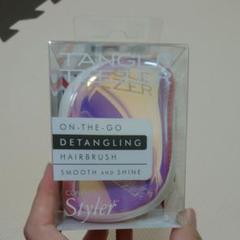 TANGLE
TEEZER
ON-THE-GO
DETANGLING
HAIRBRUSH
SMOOTH AND SHINE
Styler